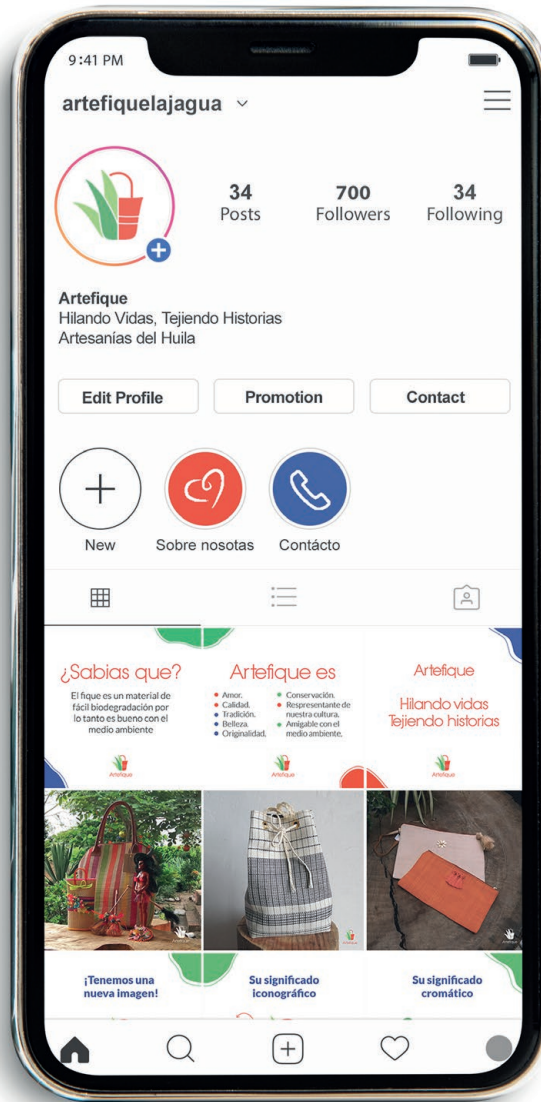 9:41 PM
artefiquelajagua
34 700 34
Posts Followers Following
Artefique
Hilando Vidas, Tejiendo Historias
Artesanías del Huila
Edit Profile Promotion Contact
New Sobre nosotas Contácto
¿Sabias que?
El fique es un material de
fácil biodegradación por
lo tanto es bueno con el
medio ambiente
Artefique
Artefique es
Amor.
Calidad.
Tradición.
Belleza.
Originalidad.
Conservación.
Respresentante de
nuestra cultura.
Amigable con el
medio ambiente.
Artefique
Artefique
Hilando vidas
Tejiendo historias
Artefique
Artefique
Artefique
Artefique
¡Tenemos una
nueva imagen!
Su significado
iconográfico
Su significado
cromático